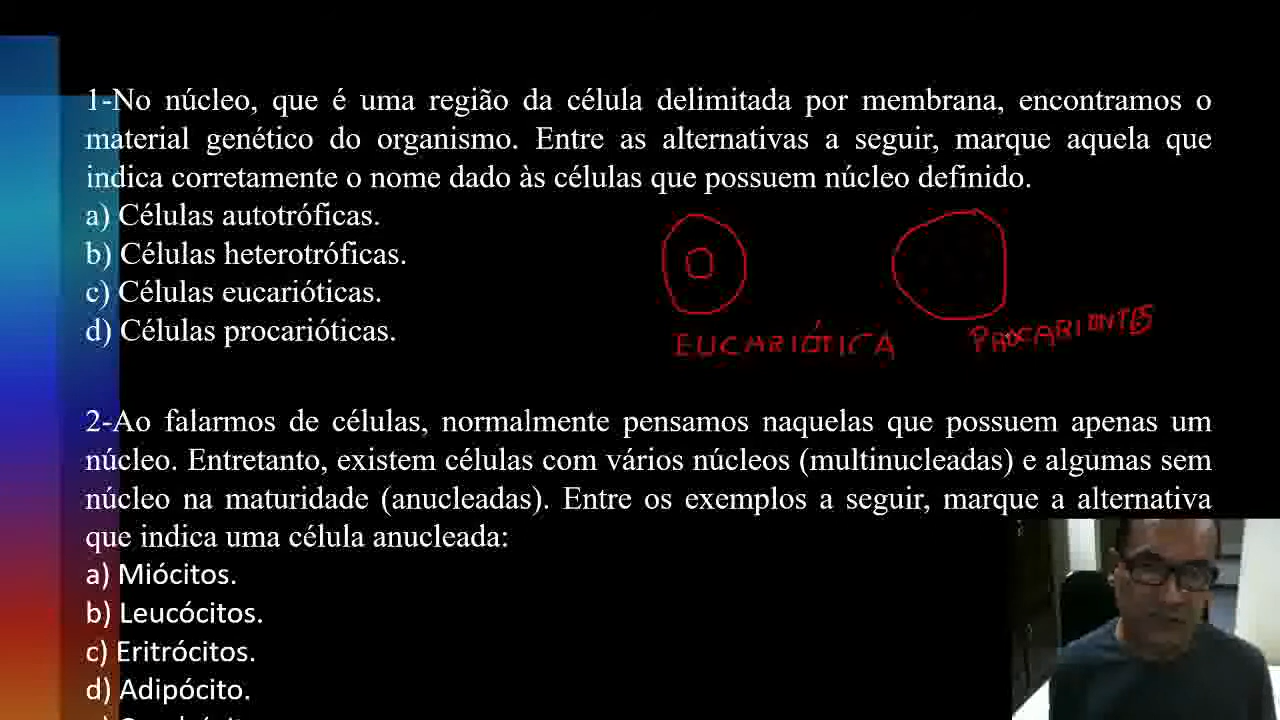 1-No núcleo, que é uma região da célula delimitada por membrana, encontramos o
material genético do organismo. Entre as alternativas a seguir, marque aquela que
indica corretamente o nome dado às células que possuem núcleo definido.
a) Células autotróficas.
b) Células heterotróficas.
c) Células eucarióticas.
d) Células procarióticas.
EUCARIÓTICA
PROCARIONTES
2-Ao falarmos de células, normalmente pensamos naquelas que possuem apenas um
núcleo. Entretanto, existem células com vários núcleos (multinucleadas) e algumas sem
núcleo na maturidade (anucleadas). Entre os exemplos a seguir, marque a alternativa
que indica uma célula anucleada:
a) Miócitos.
b) Leucócitos.
c) Eritrócitos.
d) Adipócito.